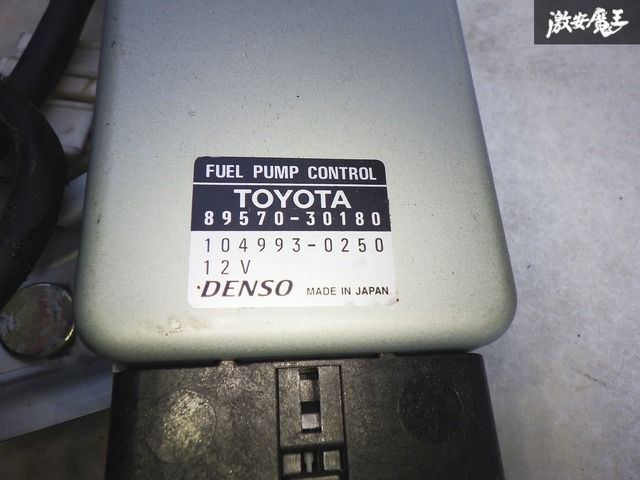 激安魔王
FUEL PUMP CONTROL
TOYOTA
89570-30180
104993-0250
12V
DENSO MADE IN JAPAN